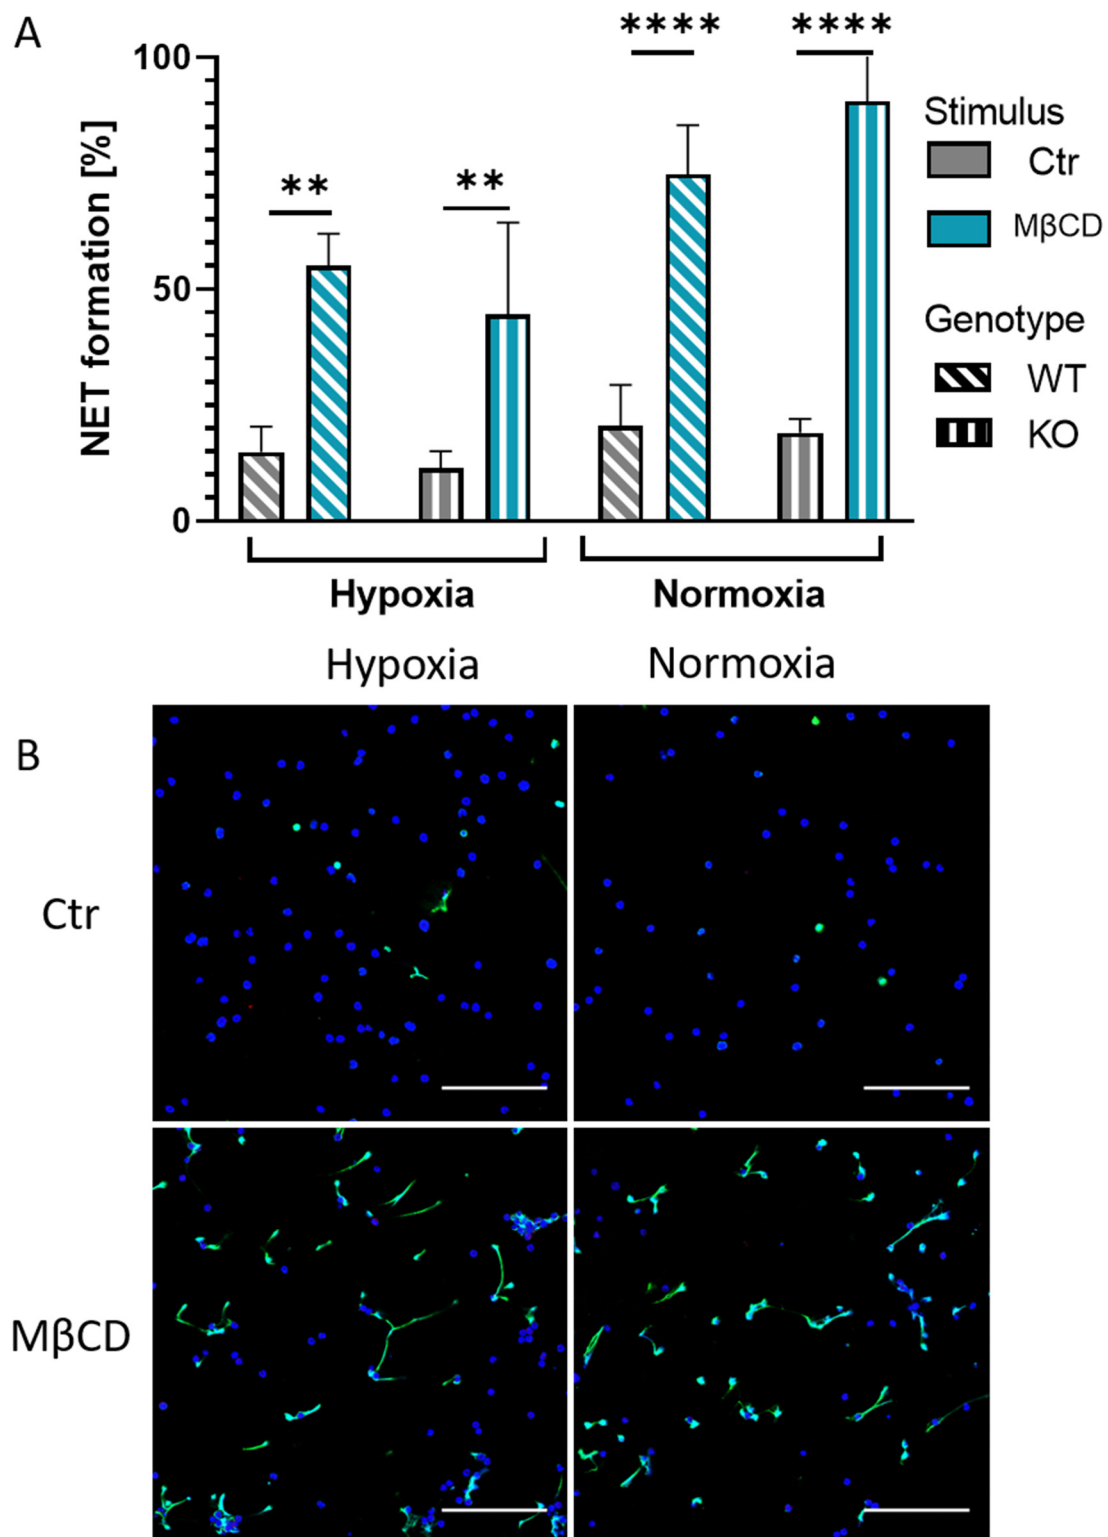 A
**** ****
** **
100
50
0
NET formation [%]
Stimulus
Ctr
MβCD
Genotype
WT
KO
Hypoxia Normoxia
Hypoxia Normoxia
B
Ctr
MβCD